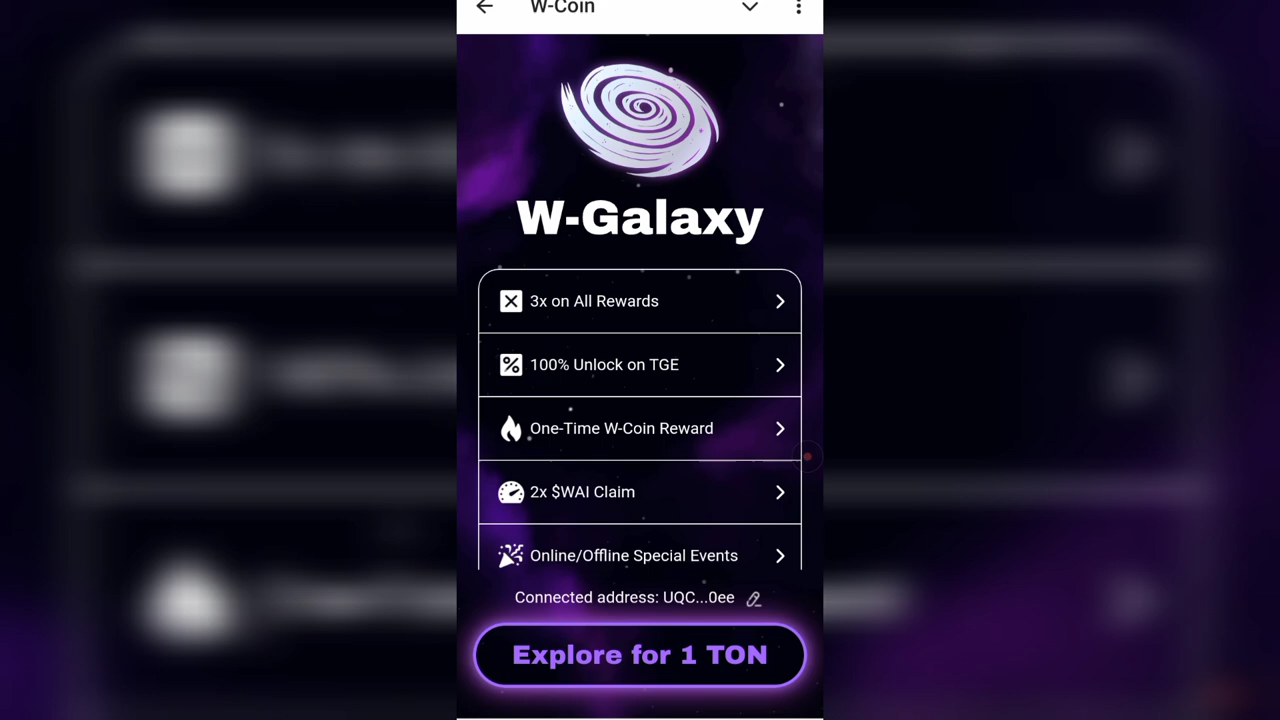 W-Coin
W-Galaxy
3x on All Rewards
100% Unlock on TGE
One-Time W-Coin Reward
2x $WAI Claim
Online/Offline Special Events
Connected address: UQC...0ee
Explore for 1 TON